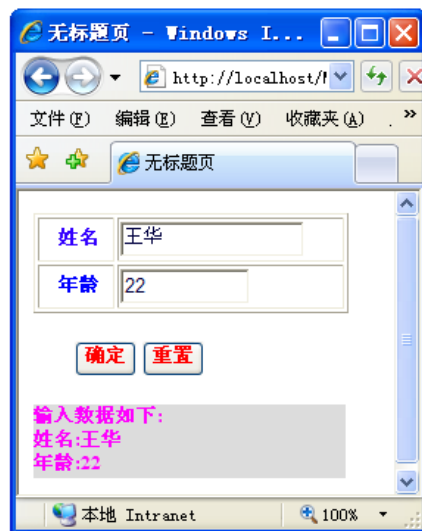 无标题页 - Windows I...
http://localhost/
文件(F) 编辑(E) 查看(V) 收藏夹(A) »
无标题页
姓名 王华
年龄 22
确定 重置
输入数据如下:
姓名:王华
年龄:22
本地 Intranet 100%